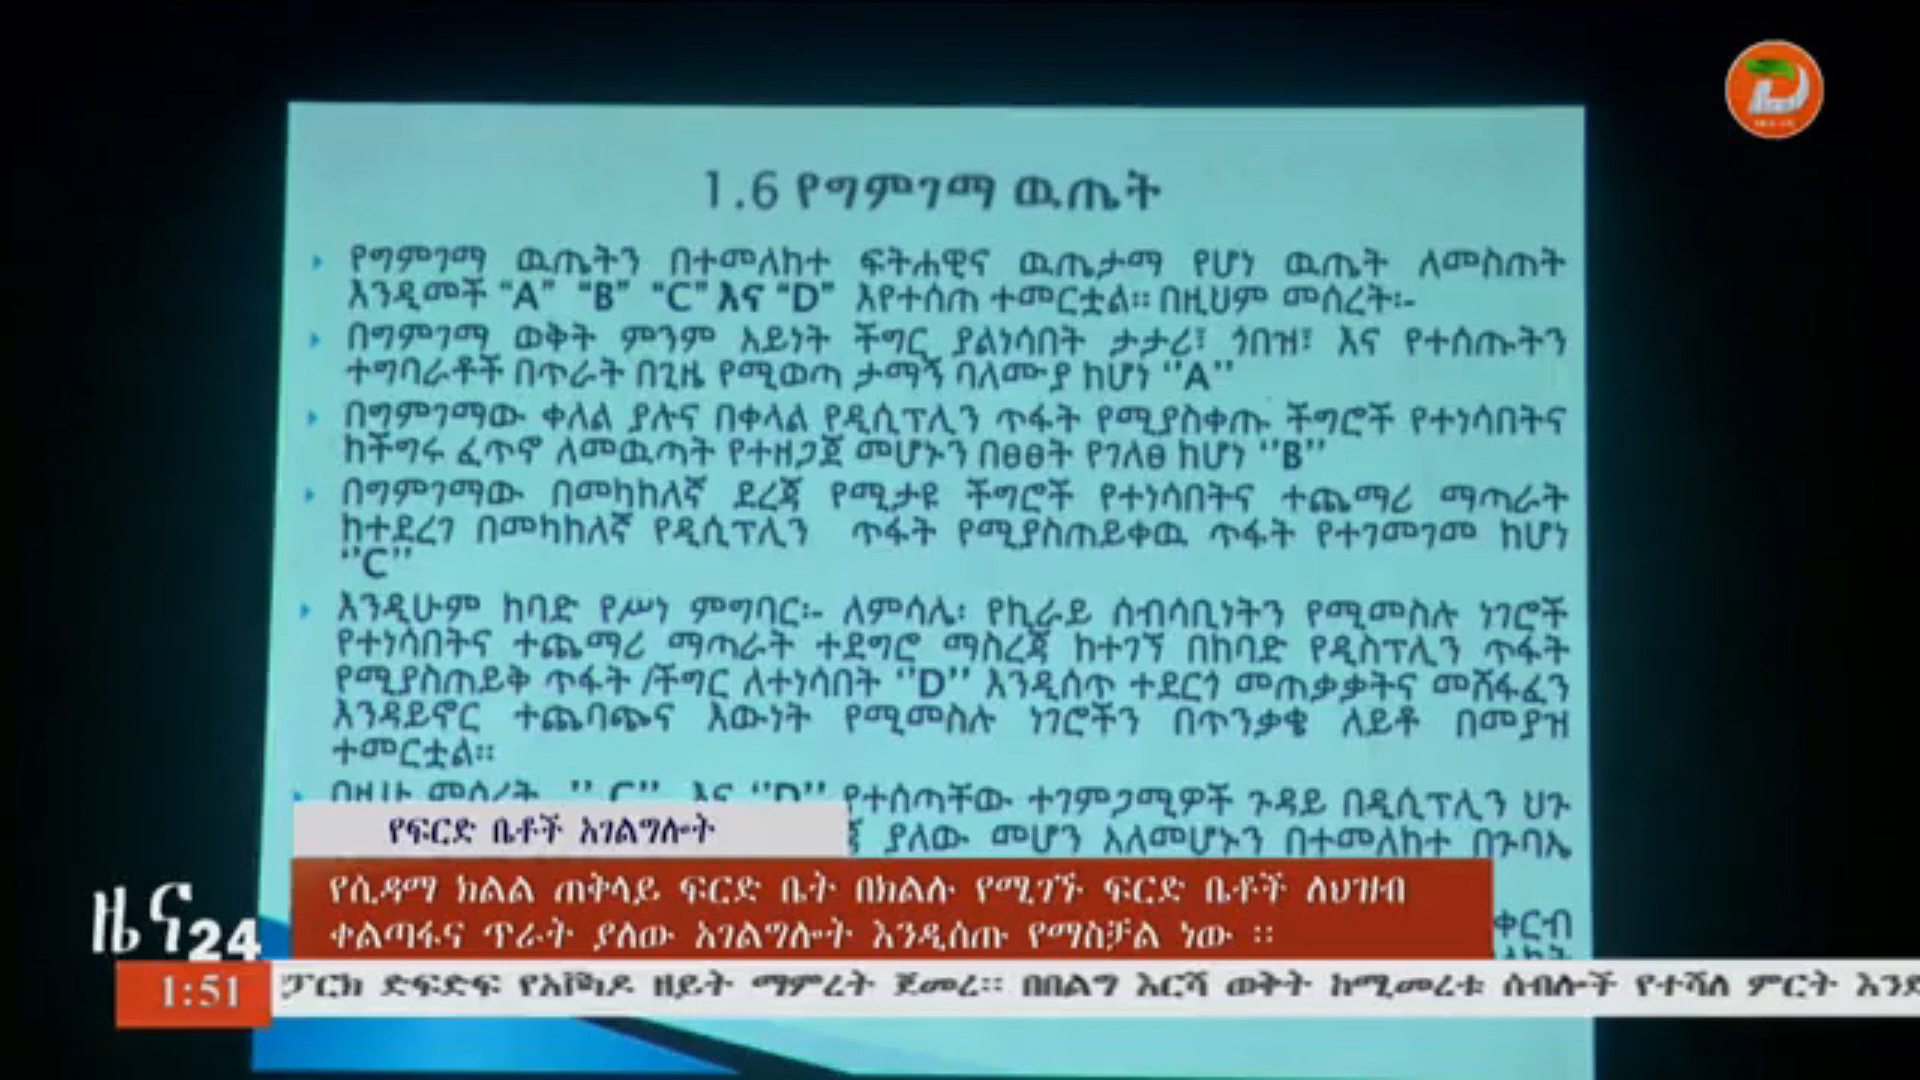 1.6 የግምገማ ዉጤት
የግምገማ ዉጤትን በተመለከተ ፍትሐዊና ዉጤታማ የሆነ ዉጤት ለመስጠት
እንዲመች “A” “B” “C” እና “D” እየተሰጠ ተመርቷል፡፡ በዚህም መሰረት፡-
በግምገማ ወቅት ምንም አይነት ችግር ያልነሳበት ታታሪ፣ ጎበዝ፣ እና የተሰጡትን
ተግባራቶች በጥራት በጊዜ የሚወጣ ታማኝ ባለሙያ ከሆነ ‘’A’’
በግምገማው ቀለል ያሉና በቀላል የዲሲፕሊን ጥፋት የሚያስቀጡ ችግሮች የተነሳበትና
ከችግሩ ፈጥኖ ለመዉጣት የተዘጋጀ መሆኑን በፀፀት የገለፀ ከሆነ ‘’B’’
በግምገማው በመካከለኛ ደረጃ የሚታዩ ችግሮች የተነሳበትና ተጨማሪ ማጣራት
ከተደረገ በመካከለኛ የዲሲፕሊን ጥፋት የሚያስጠይቀዉ ጥፋት የተገመገመ ከሆነ
‘’C’’
እንዲሁም ከባድ የሥነ ምግባር፡- ለምሳሌ፡ የኪራይ ሰብሳቢነትን የሚመስሉ ነገሮች
የተነሳበትና ተጨማሪ ማጣራት ተደግሮ ማስረጃ ከተገኘ በከባድ የዲስፕሊን ጥፋት
የሚያስጠይቅ ጥፋት /ችግር ለተነሳበት ‘’D’’ እንዲሰጥ ተደርጎ መጠቃቃትና መሸፋፈን
እንዳይኖር ተጨባጭና እውነት የሚመስሉ ነገሮችን በጥንቃቄ ለይቶ በመያዝ
ተመርቷል፡፡
በዚሁ መሰረት ’’ C’’ እና ‘’D’’ የተሰጣቸው ተገምጋሚዎች ጉዳይ በዲሲፕሊን ህጉ
ያለው መሆን አለመሆኑን በተመለከተ በጉባኤ
የፍርድ ቤቶች አገልግሎት
የሲዳማ ክልል ጠቅላይ ፍርድ ቤት በክልሉ የሚገኙ ፍርድ ቤቶች ለህዝብ
ቀልጣፋና ጥራት ያለው አገልግሎት እንዲሰጡ የማስቻል ነው ፡፡
ቀርብ
ዜና24
1:51 ፓርክ ድፍድፍ የአቮካዶ ዘይት ማምረት ጀመረ፡፡ በበልግ እርሻ ወቅት ከሚመረቱ ሰብሎች የተሻለ ምርት